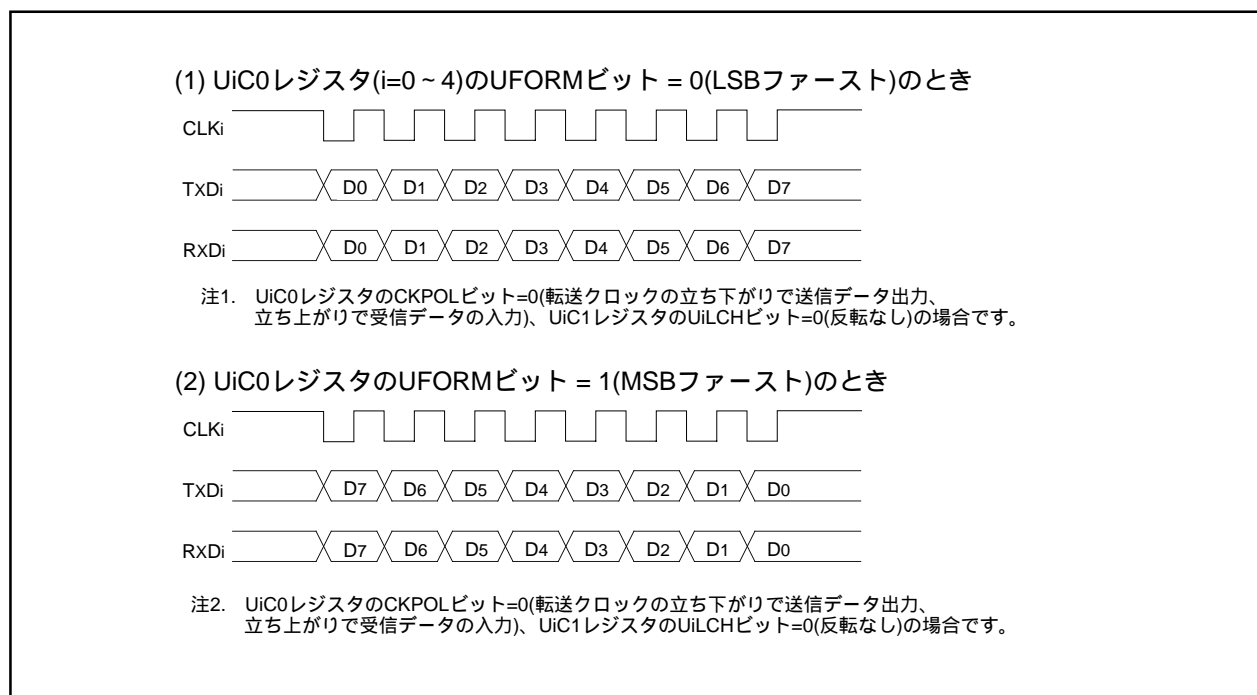 (1) UiC0レジスタ(i=0~4)のUFORMビット = 0(LSBファースト)のとき
CLKi
TXDi D0 D1 D2 D3 D4 D5 D6 D7
RXDi D0 D1 D2 D3 D4 D5 D6 D7
注1. UiC0レジスタのCKPOLビット=0(転送クロックの立ち下がりで送信データ出力、
立ち上がりで受信データの入力)、UiC1レジスタのUiLCHビット=0(反転なし)の場合です。
(2) UiC0レジスタのUFORMビット = 1(MSBファースト)のとき
CLKi
TXDi D7 D6 D5 D4 D3 D2 D1 D0
RXDi D7 D6 D5 D4 D3 D2 D1 D0
注2. UiC0レジスタのCKPOLビット=0(転送クロックの立ち下がりで送信データ出力、
立ち上がりで受信データの入力)、UiC1レジスタのUiLCHビット=0(反転なし)の場合です。